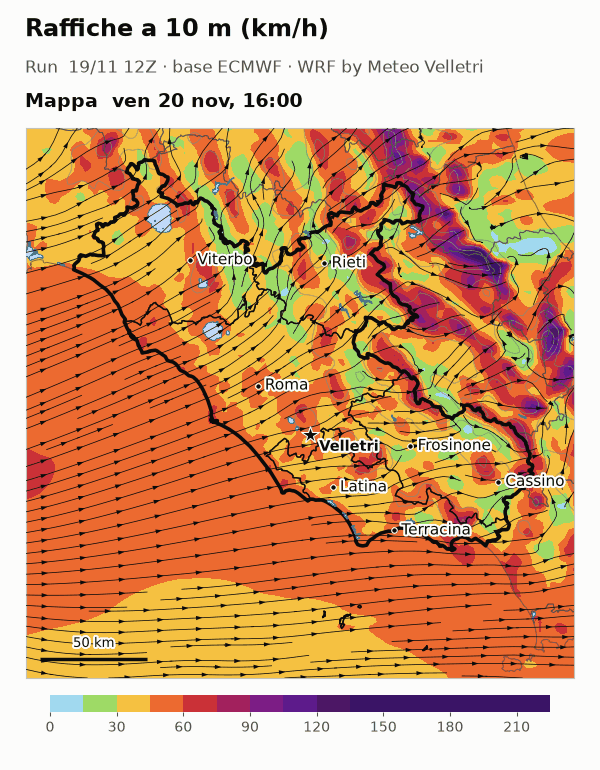 Raffiche a 10 m (km/h)
Run  19/11 12Z · base ECMWF · WRF by Meteo Velletri
Mappa  ven 20 nov, 16:00
Viterbo
Rieti
Roma
Velletri
Frosinone
Latina
Cassino
Terracina
50 km
0 30 60 90 120 150 180 210